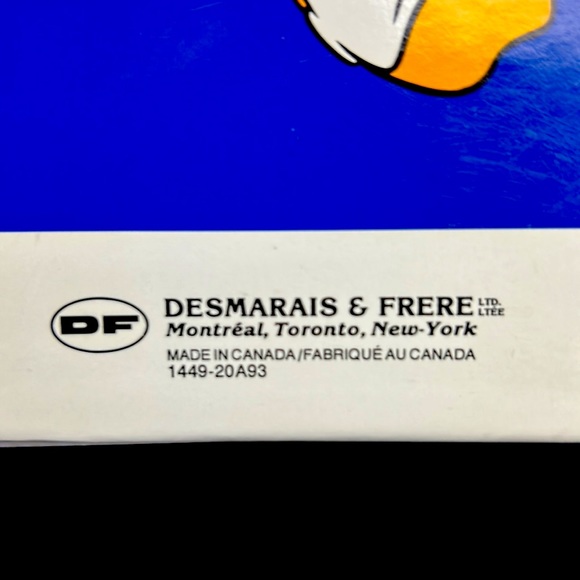 DF
DESMARAIS & FRERE LTD. LTÉE
Montréal, Toronto, New-York
MADE IN CANADA/FABRIQUÉ AU CANADA
1449-20A93